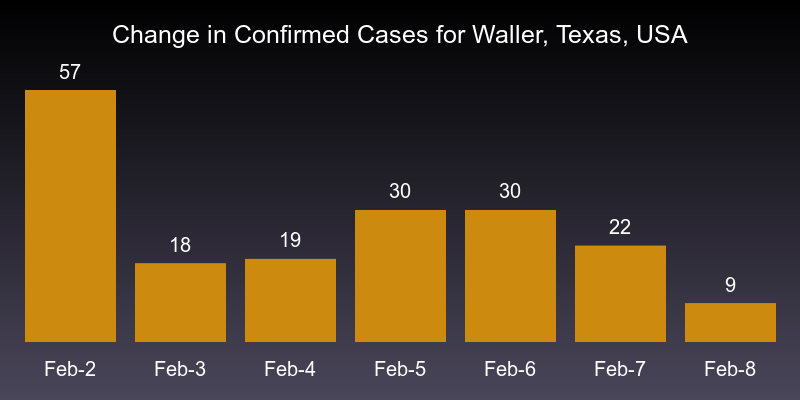 Change in Confirmed Cases for Waller, Texas, USA
57
18
19
30
30
22
9
Feb-2
Feb-3
Feb-4
Feb-5
Feb-6
Feb-7
Feb-8